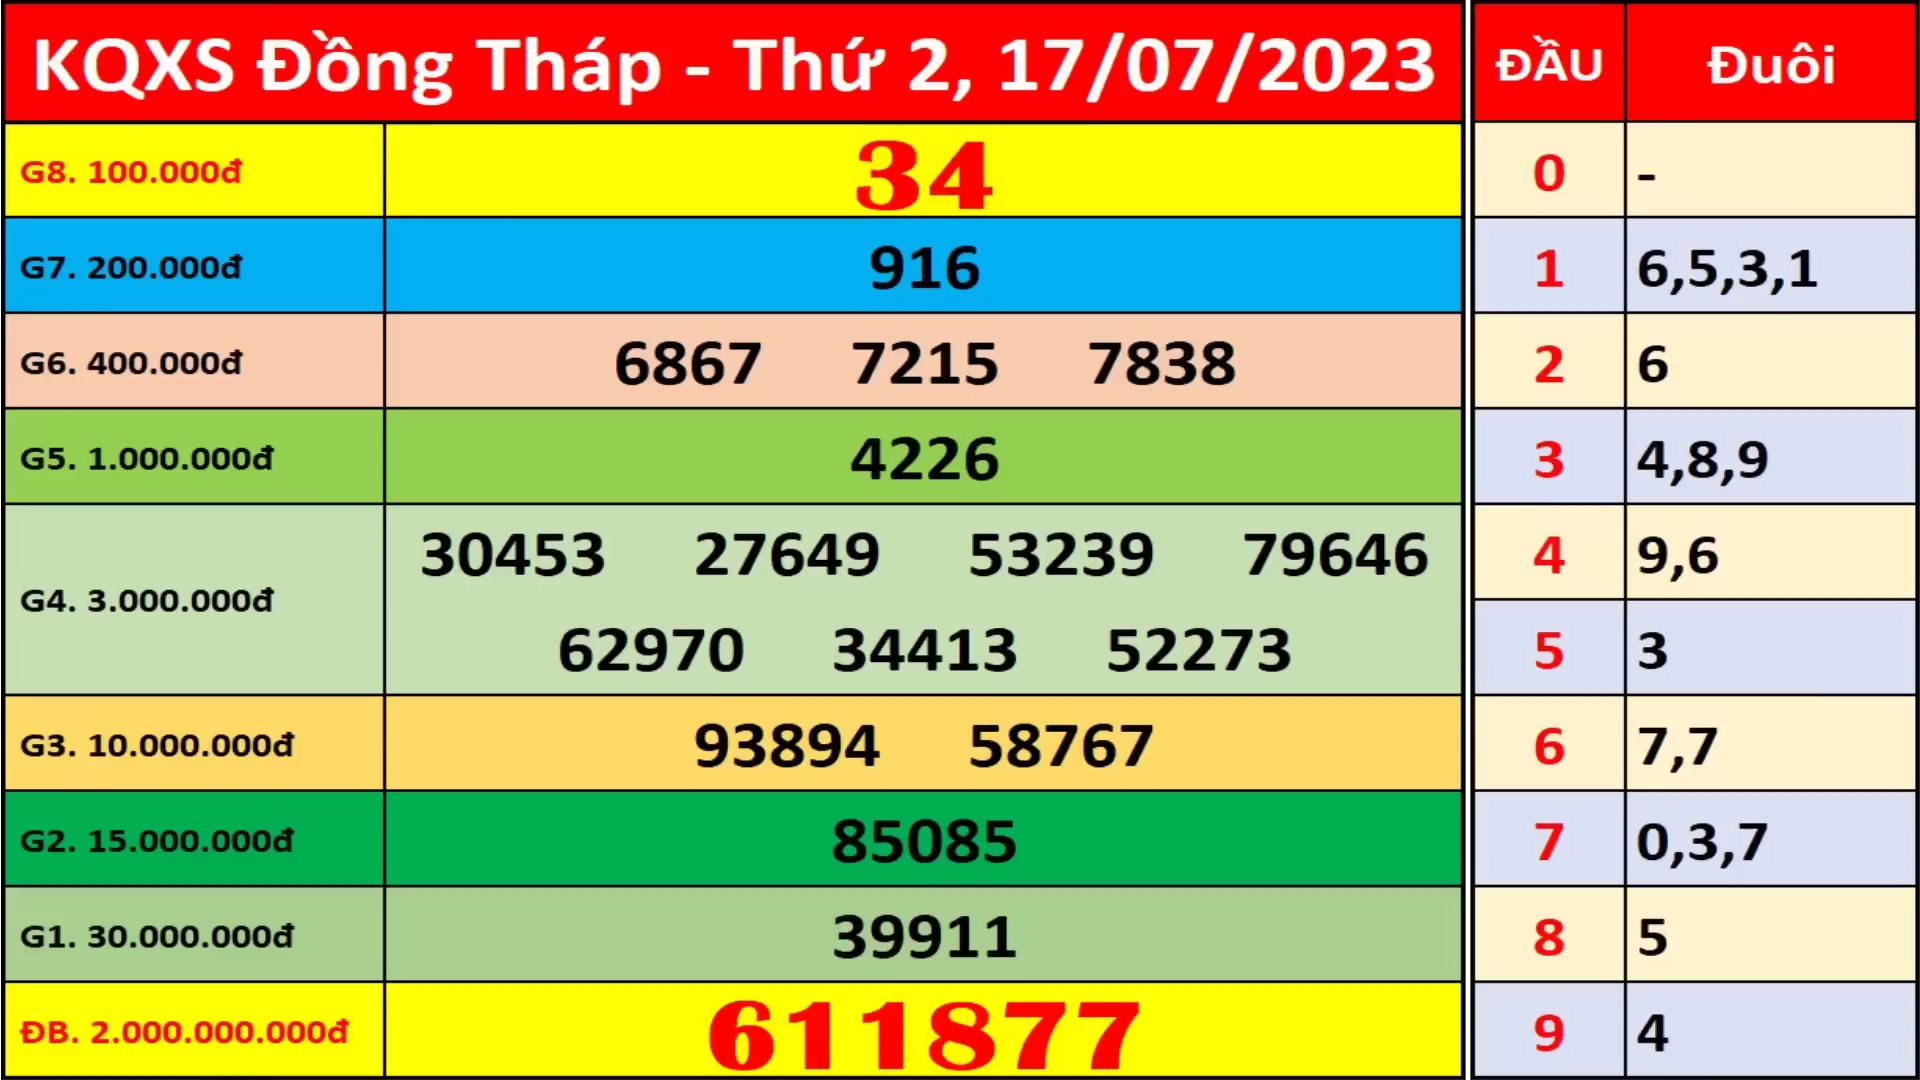 KQXS Đồng Tháp - Thứ 2, 17/07/2023
G8. 100.000đ 34
G7. 200.000đ 916
G6. 400.000đ 6867 7215 7838
G5. 1.000.000đ 4226
G4. 3.000.000đ 30453 27649 53239 79646
62970 34413 52273
G3. 10.000.000đ 93894 58767
G2. 15.000.000đ 85085
G1. 30.000.000đ 39911
ĐB. 2.000.000.000đ 611877
ĐẦU Đuôi
0 -
1 6,5,3,1
2 6
3 4,8,9
4 9,6
5 3
6 7,7
7 0,3,7
8 5
9 4